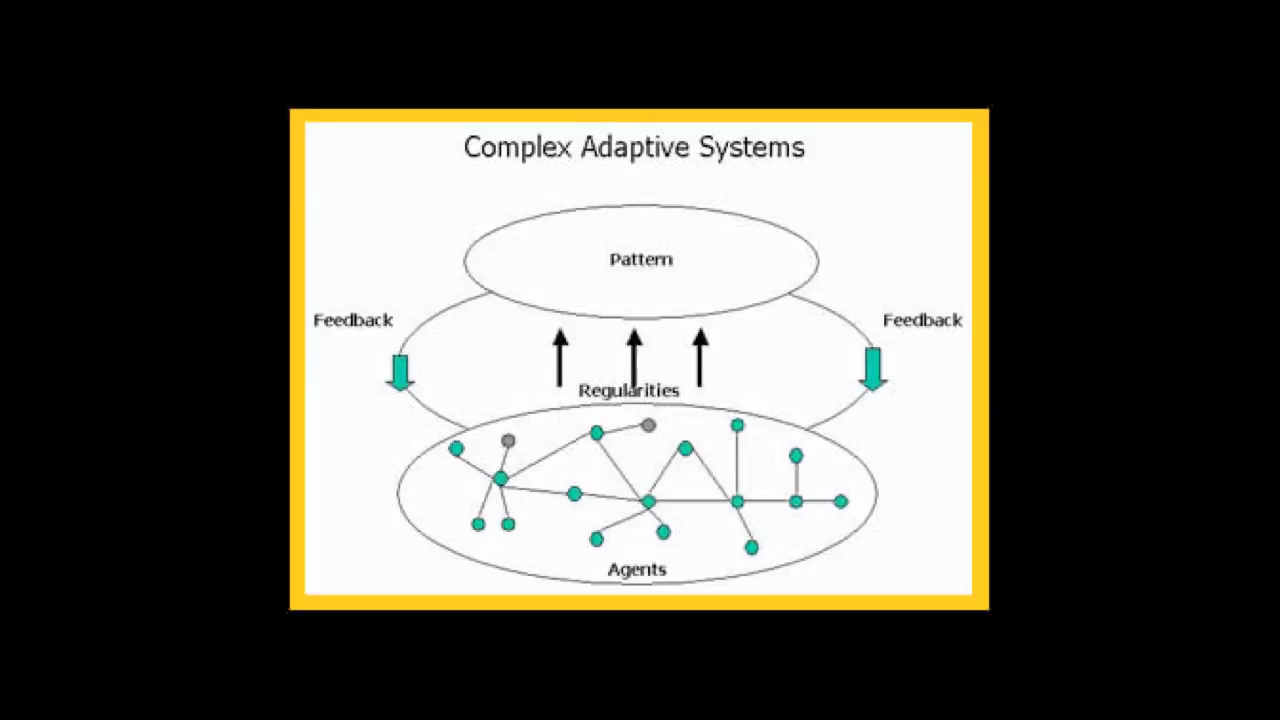 Complex Adaptive Systems
Pattern
Feedback
Feedback
Regularities
Agents